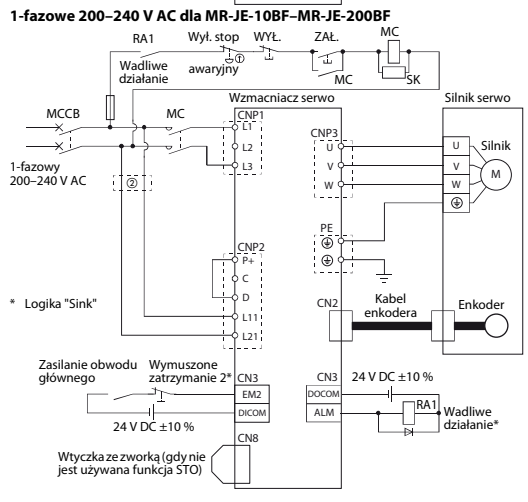 1-fazowe 200–240 V AC dla MR-JE-10BF–MR-JE-200BF
RA1
Wył. stop
WYŁ.
ZAŁ.
MC
①
Wadliwe
działanie
awaryjny
MC
SK
Wzmacniacz serwo
Silnik serwo
MCCB
MC
CNP1
L1
L2
L3
CNP3
U
V
W
U
V
W
Silnik
M
1-fazowy
200–240 V AC
②
PE
CNP2
P+
C
D
L11
L21
* Logika "Sink"
CN2
Kabel
enkodera
Enkoder
Zasilanie obwodu
głównego
Wymuszone
zatrzymanie 2*
CN3
EM2
DICOM
24 V DC ±10 %
CN3
DOCOM
ALM
24 V DC ±10 %
RA1
Wadliwe
działanie*
CN8
Wtyczka ze zworką (gdy nie
jest używana funkcja STO)